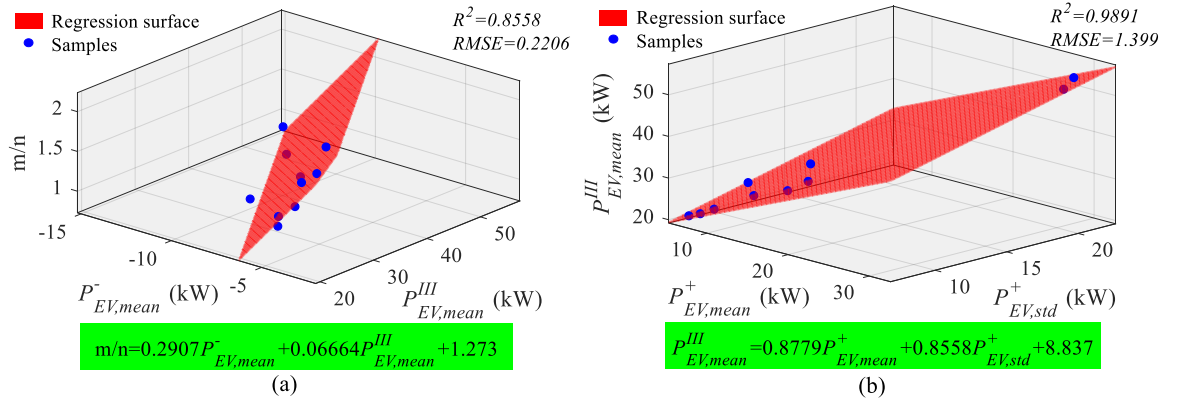 Regression surface
Samples
R²=0.8558
RMSE=0.2206
m/n
2
1.5
1
-15
-10
-5
20
30
40
50
P⁻_EV,mean (kW)
P^III_EV,mean (kW)
m/n=0.2907P⁻_EV,mean+0.06664P^III_EV,mean+1.273
(a)
Regression surface
Samples
R²=0.9891
RMSE=1.399
P^III_EV,mean (kW)
50
40
30
20
10
20
30
10
15
20
P⁺_EV,mean (kW)
P⁺_EV,std (kW)
P^III_EV,mean=0.8779P⁺_EV,mean+0.8558P⁺_EV,std+8.837
(b)